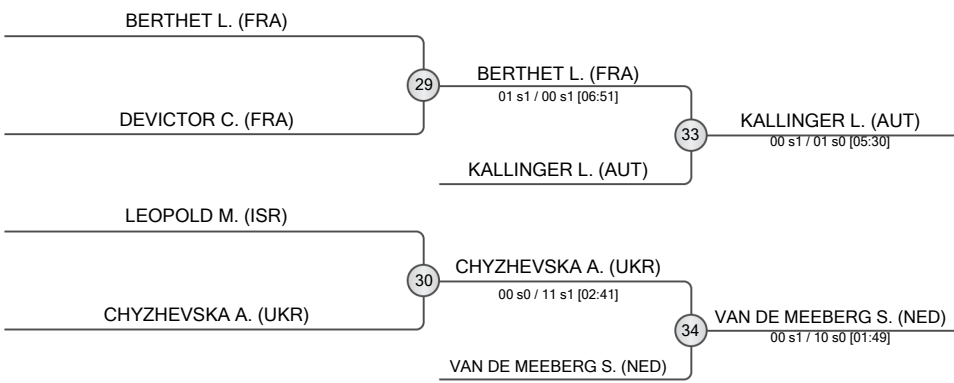 BERTHET L. (FRA)
29
BERTHET L. (FRA)
01 s1 / 00 s1 [06:51]
DEVICTOR C. (FRA)
33
KALLINGER L. (AUT)
00 s1 / 01 s0 [05:30]
KALLINGER L. (AUT)
LEOPOLD M. (ISR)
30
CHYZHEVSKA A. (UKR)
00 s0 / 11 s1 [02:41]
CHYZHEVSKA A. (UKR)
34
VAN DE MEEBERG S. (NED)
00 s1 / 10 s0 [01:49]
VAN DE MEEBERG S. (NED)